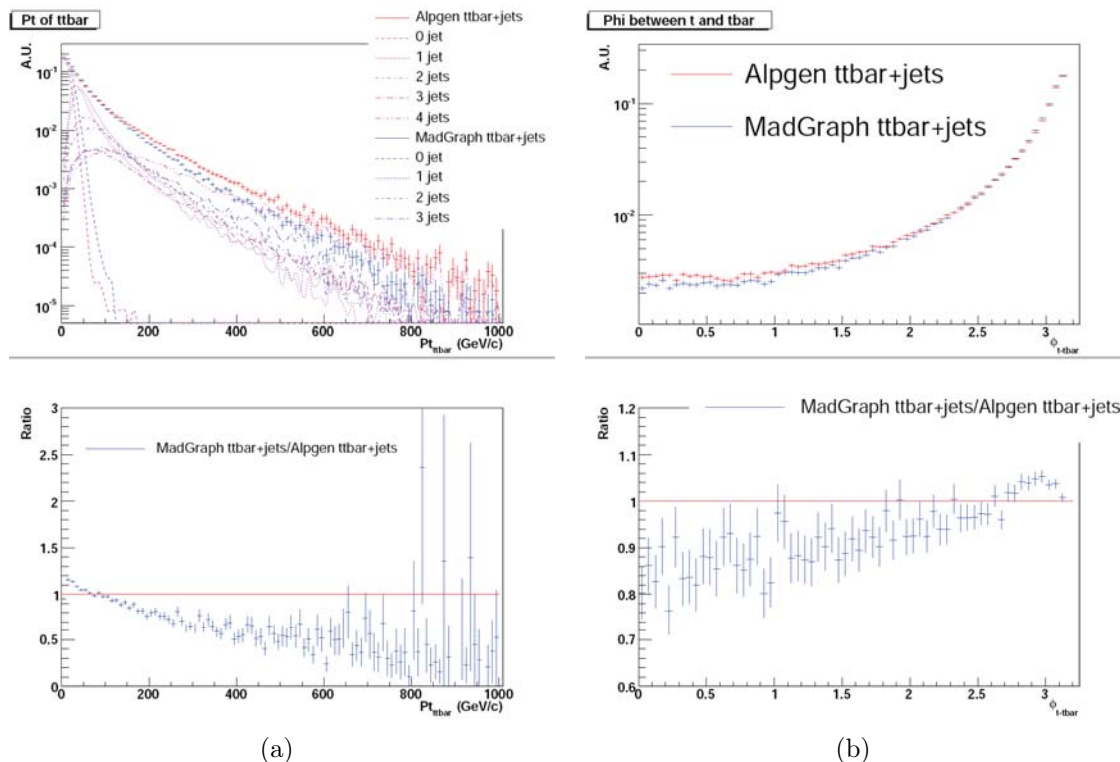 Pt of ttbar
A.U.
10⁻¹
10⁻²
10⁻³
10⁻⁴
10⁻⁵
Alpgen ttbar+jets
0 jet
1 jet
2 jets
3 jets
4 jets
MadGraph ttbar+jets
0 jet
1 jet
2 jets
3 jets
0 200 400 600 800 1000
Pt_ttbar (GeV/c)
Phi between t and tbar
A.U.
10⁻¹
10⁻²
Alpgen ttbar+jets
MadGraph ttbar+jets
0 0.5 1 1.5 2 2.5 3
ϕ_t-tbar
Ratio
3
2.5
2
1.5
1
0.5
0
MadGraph ttbar+jets/Alpgen ttbar+jets
0 200 400 600 800 1000
Pt_ttbar (GeV/c)
Ratio
1.2
1.1
1
0.9
0.8
0.7
0.6
MadGraph ttbar+jets/Alpgen ttbar+jets
0 0.5 1 1.5 2 2.5 3
ϕ_t-tbar
(a)
(b)